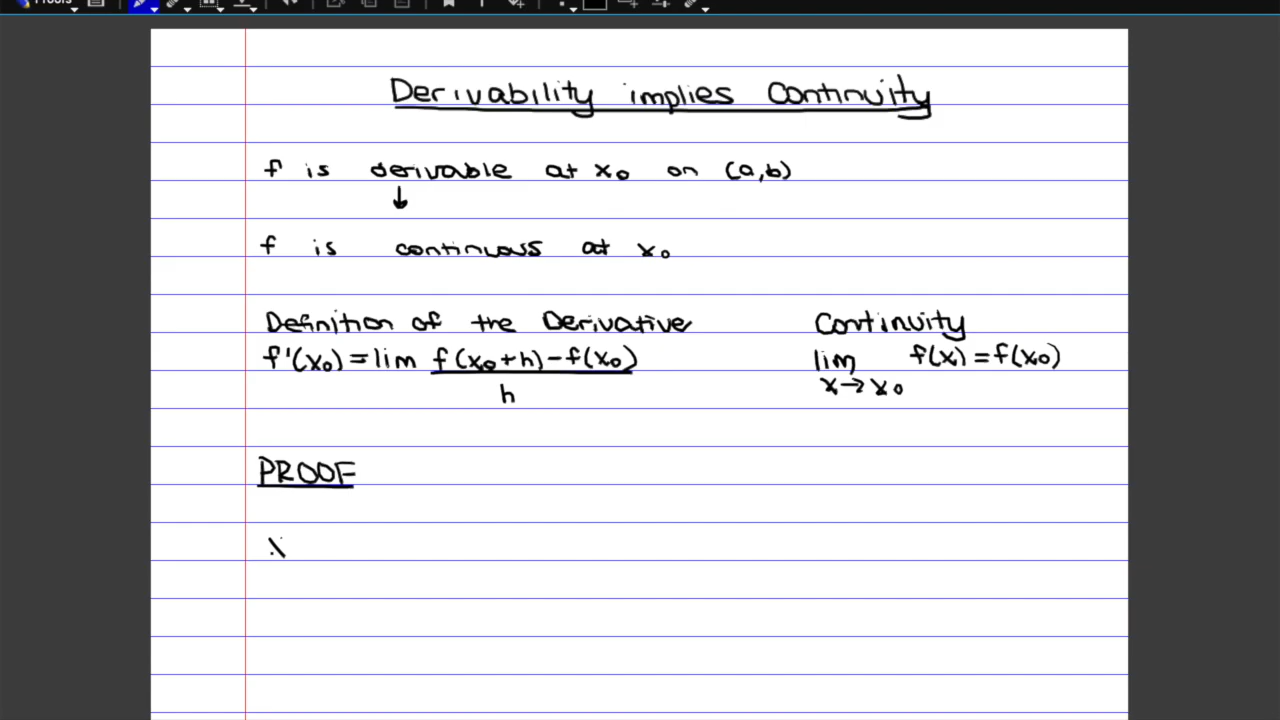 Proofs
Derivability implies Continuity
f is derivable at x₀ on (a,b)
↓
f is continuous at x₀
Definition of the Derivative
f'(x₀) = lim f(x₀+h)-f(x₀)
h
Continuity
lim f(x) = f(x₀)
x→x₀
PROOF